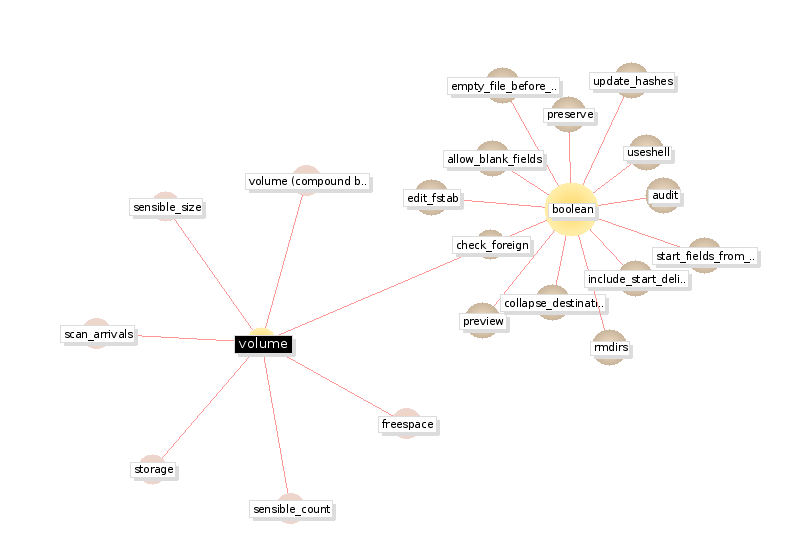 update_hashes
empty_file_before_..
preserve
useshell
allow_blank_fields
volume (compound b..
audit
edit_fstab
sensible_size
boolean
check_foreign
start_fields_from_..
include_start_deli..
collapse_destinati..
preview
scan_arrivals
volume
rmdirs
freespace
storage
sensible_count